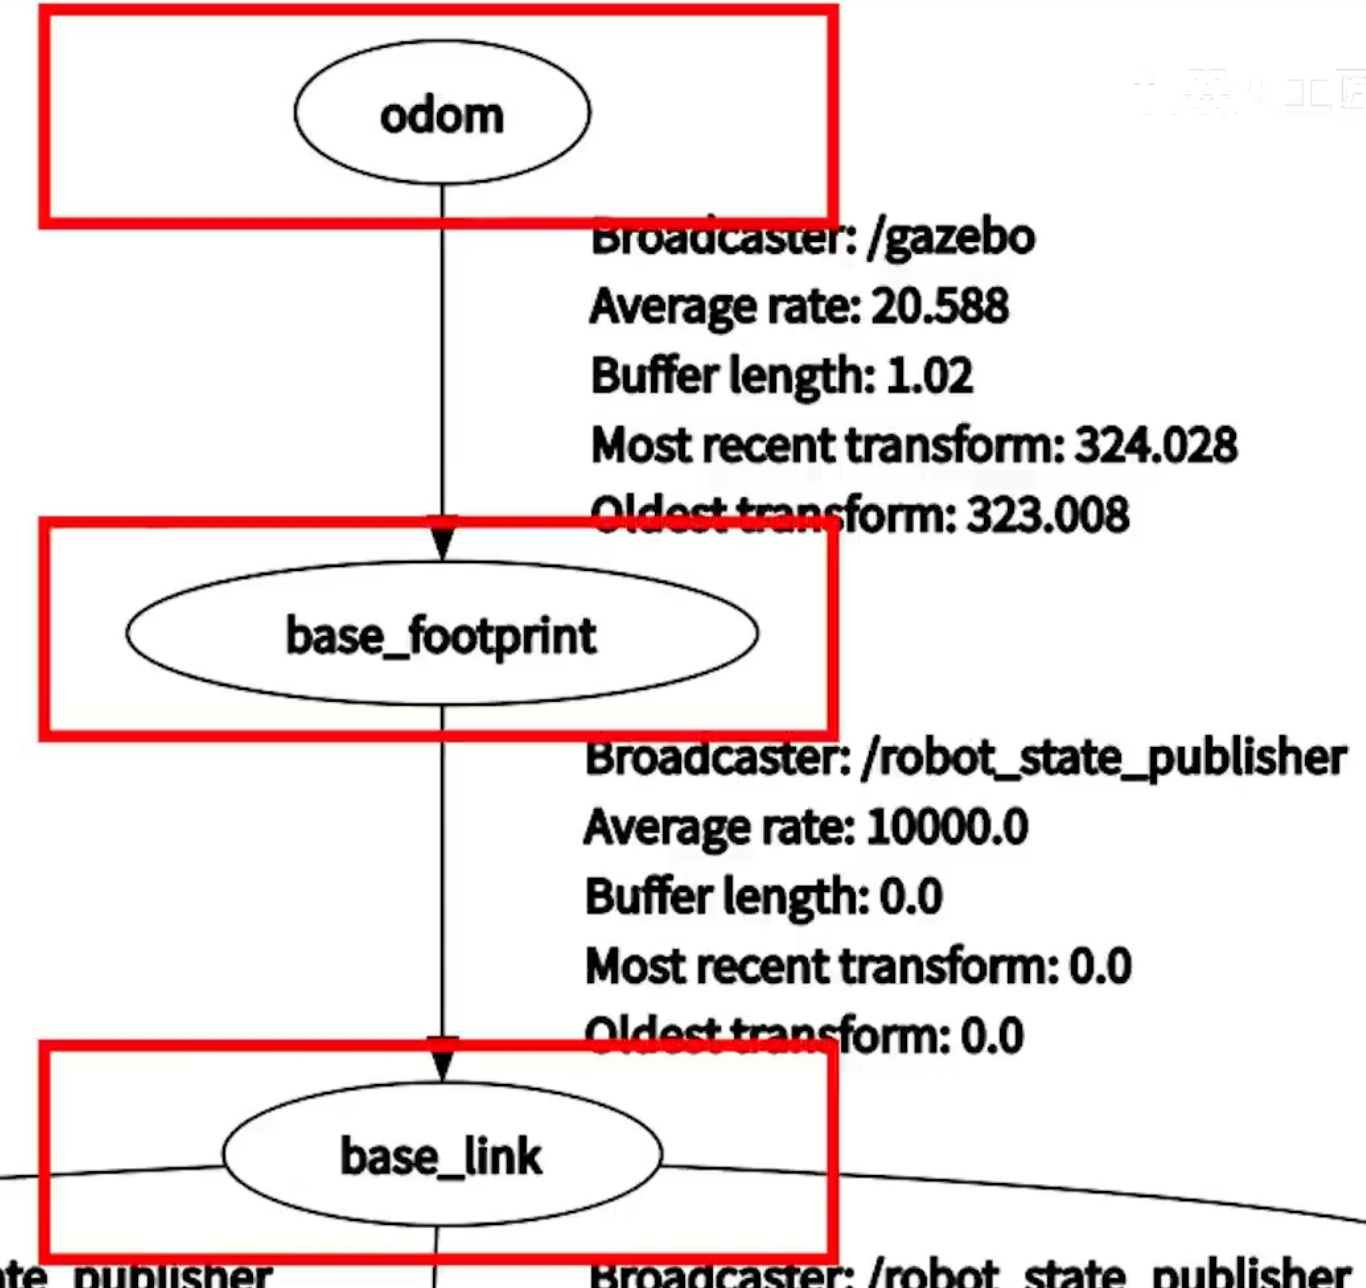 odom
Broadcaster: /gazebo
Average rate: 20.588
Buffer length: 1.02
Most recent transform: 324.028
Oldest transform: 323.008
base_footprint
Broadcaster: /robot_state_publisher
Average rate: 10000.0
Buffer length: 0.0
Most recent transform: 0.0
Oldest transform: 0.0
base_link
te_publisher
Broadcaster: /robot_state_publisher